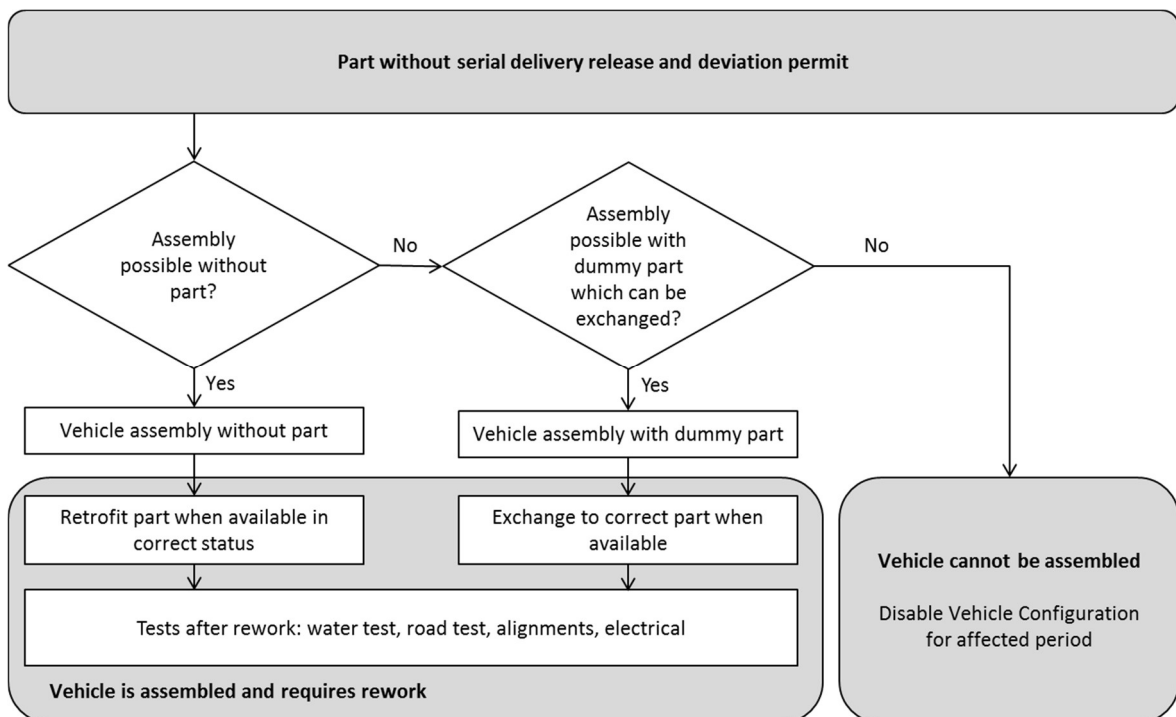 Part without serial delivery release and deviation permit
Assembly
possible without
part?
No
Assembly
possible with
dummy part
which can be
exchanged?
No
Yes
Yes
Vehicle assembly without part
Vehicle assembly with dummy part
Retrofit part when available in
correct status
Exchange to correct part when
available
Tests after rework: water test, road test, alignments, electrical
Vehicle is assembled and requires rework
Vehicle cannot be assembled
Disable Vehicle Configuration
for affected period